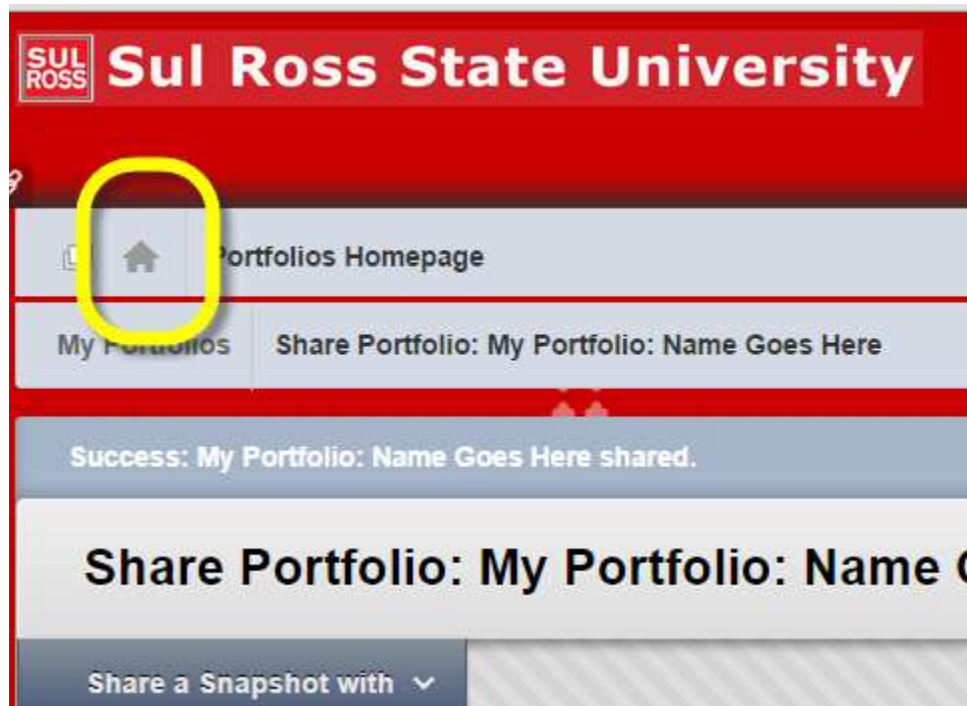 SUL
ROSS
Sul Ross State University
Portfolios Homepage
My Portfolios Share Portfolio: My Portfolio: Name Goes Here
Success: My Portfolio: Name Goes Here shared.
Share Portfolio: My Portfolio: Name
Share a Snapshot with